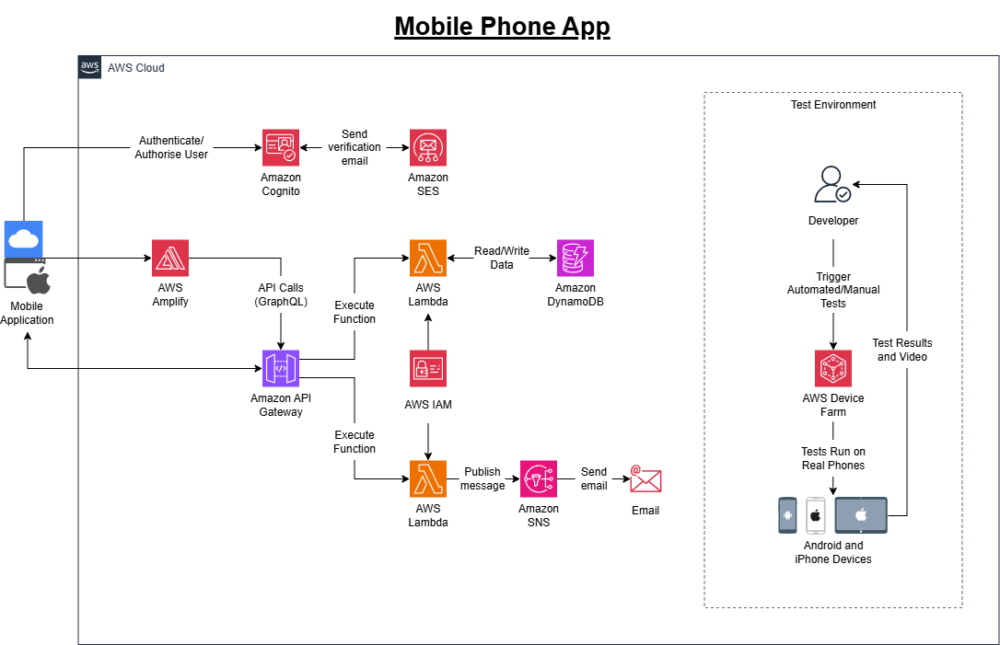 Mobile Phone App
aws
AWS Cloud
Test Environment
Authenticate/
Authorise User
Amazon
Cognito
Send
verification
email
Amazon
SES
Mobile
Application
AWS
Amplify
API Calls
(GraphQL)
Amazon API
Gateway
Execute
Function
AWS
Lambda
Read/Write
Data
Amazon
DynamoDB
AWS IAM
Execute
Function
AWS
Lambda
Publish
message
Amazon
SNS
Send
email
@
Email
Developer
Trigger
Automated/Manual
Tests
AWS Device
Farm
Tests Run on
Real Phones
Android and
iPhone Devices
Test Results
and Video